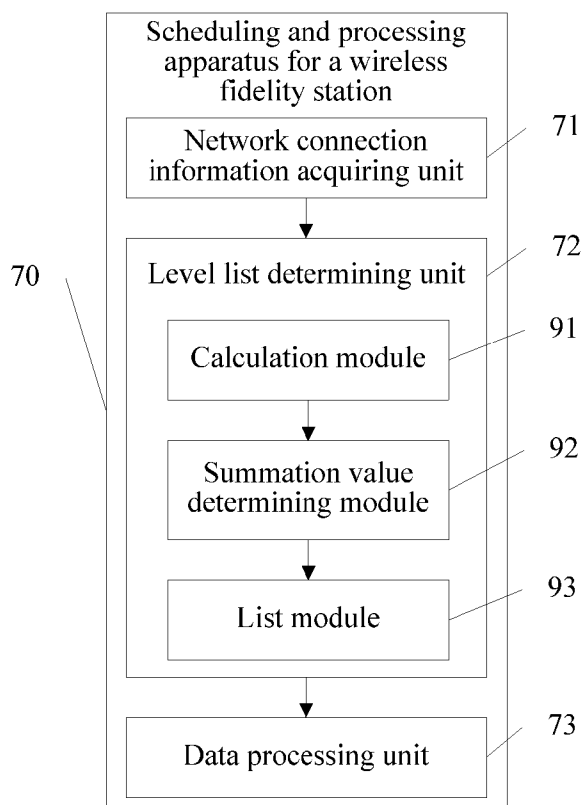 Scheduling and processing
apparatus for a wireless
fidelity station
71
Network connection
information acquiring unit
72
70
Level list determining unit
91
Calculation module
92
Summation value
determining module
93
List module
73
Data processing unit